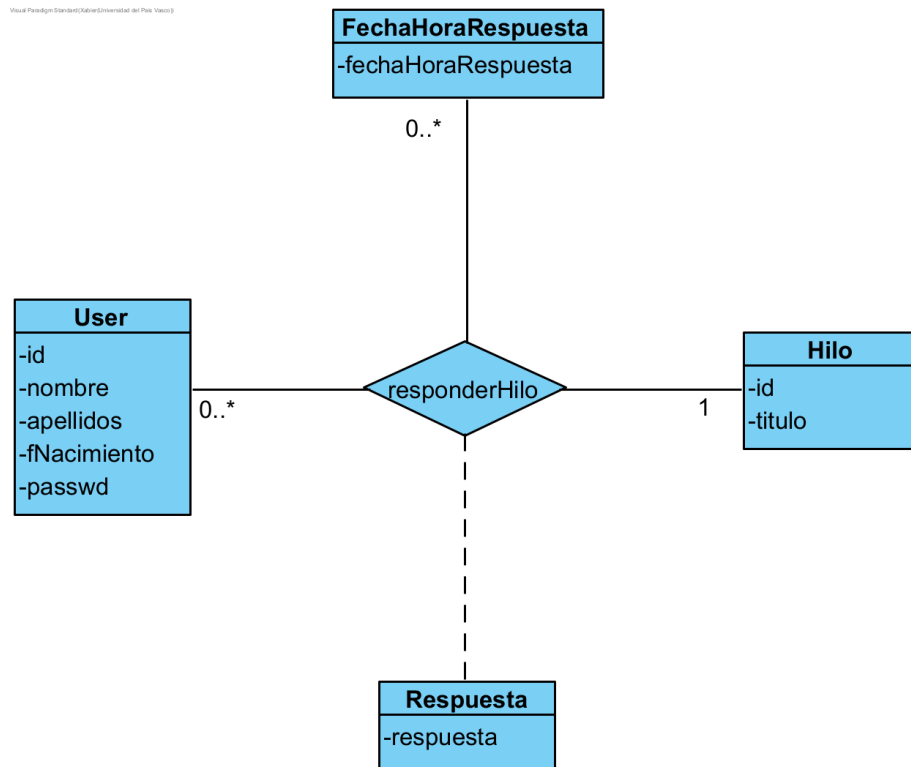 Visual Paradigm Standard(Xabier(Universidad del Pais Vasco))
FechaHoraRespuesta
-fechaHoraRespuesta
0..*
User
-id
-nombre
-apellidos
-fNacimiento
-passwd
0..*
responderHilo
1
Hilo
-id
-titulo
Respuesta
-respuesta